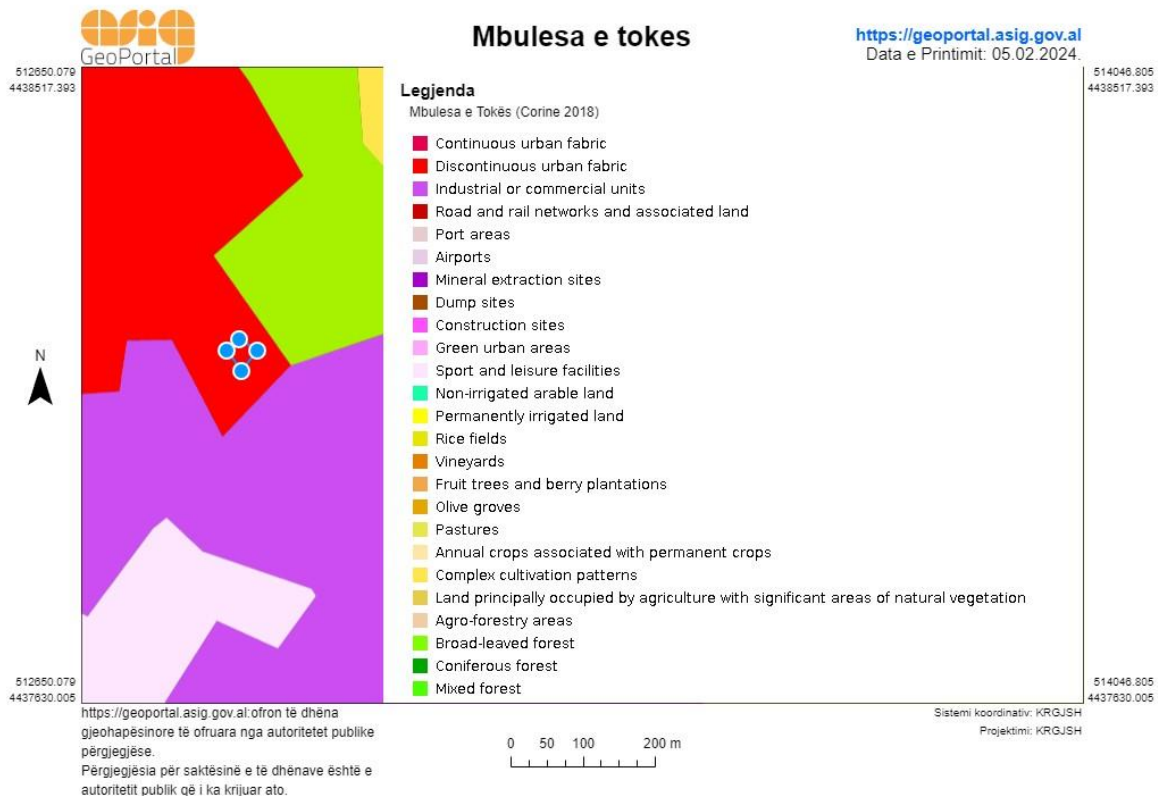 asig
GeoPortal
Mbulesa e tokes
https://geoportal.asig.gov.al
Data e Printimit: 05.02.2024.
512650.079
4438517.393
514046.805
4438517.393
Legjenda
Mbulesa e Tokës (Corine 2018)
Continuous urban fabric
Discontinuous urban fabric
Industrial or commercial units
Road and rail networks and associated land
Port areas
Airports
Mineral extraction sites
Dump sites
Construction sites
Green urban areas
Sport and leisure facilities
Non-irrigated arable land
Permanently irrigated land
Rice fields
Vineyards
Fruit trees and berry plantations
Olive groves
Pastures
Annual crops associated with permanent crops
Complex cultivation patterns
Land principally occupied by agriculture with significant areas of natural vegetation
Agro-forestry areas
Broad-leaved forest
Coniferous forest
Mixed forest
N
512650.079
4437630.005
514046.805
4437630.005
https://geoportal.asig.gov.al:ofron të dhëna
gjeohapësinore të ofruara nga autoritetet publike
përgjegjëse.
Përgjegjësia për saktësinë e të dhënave është e
autoritetit publik që i ka krijuar ato.
0 50 100 200 m
Sistemi koordinativ: KRGJSH
Projektimi: KRGJSH